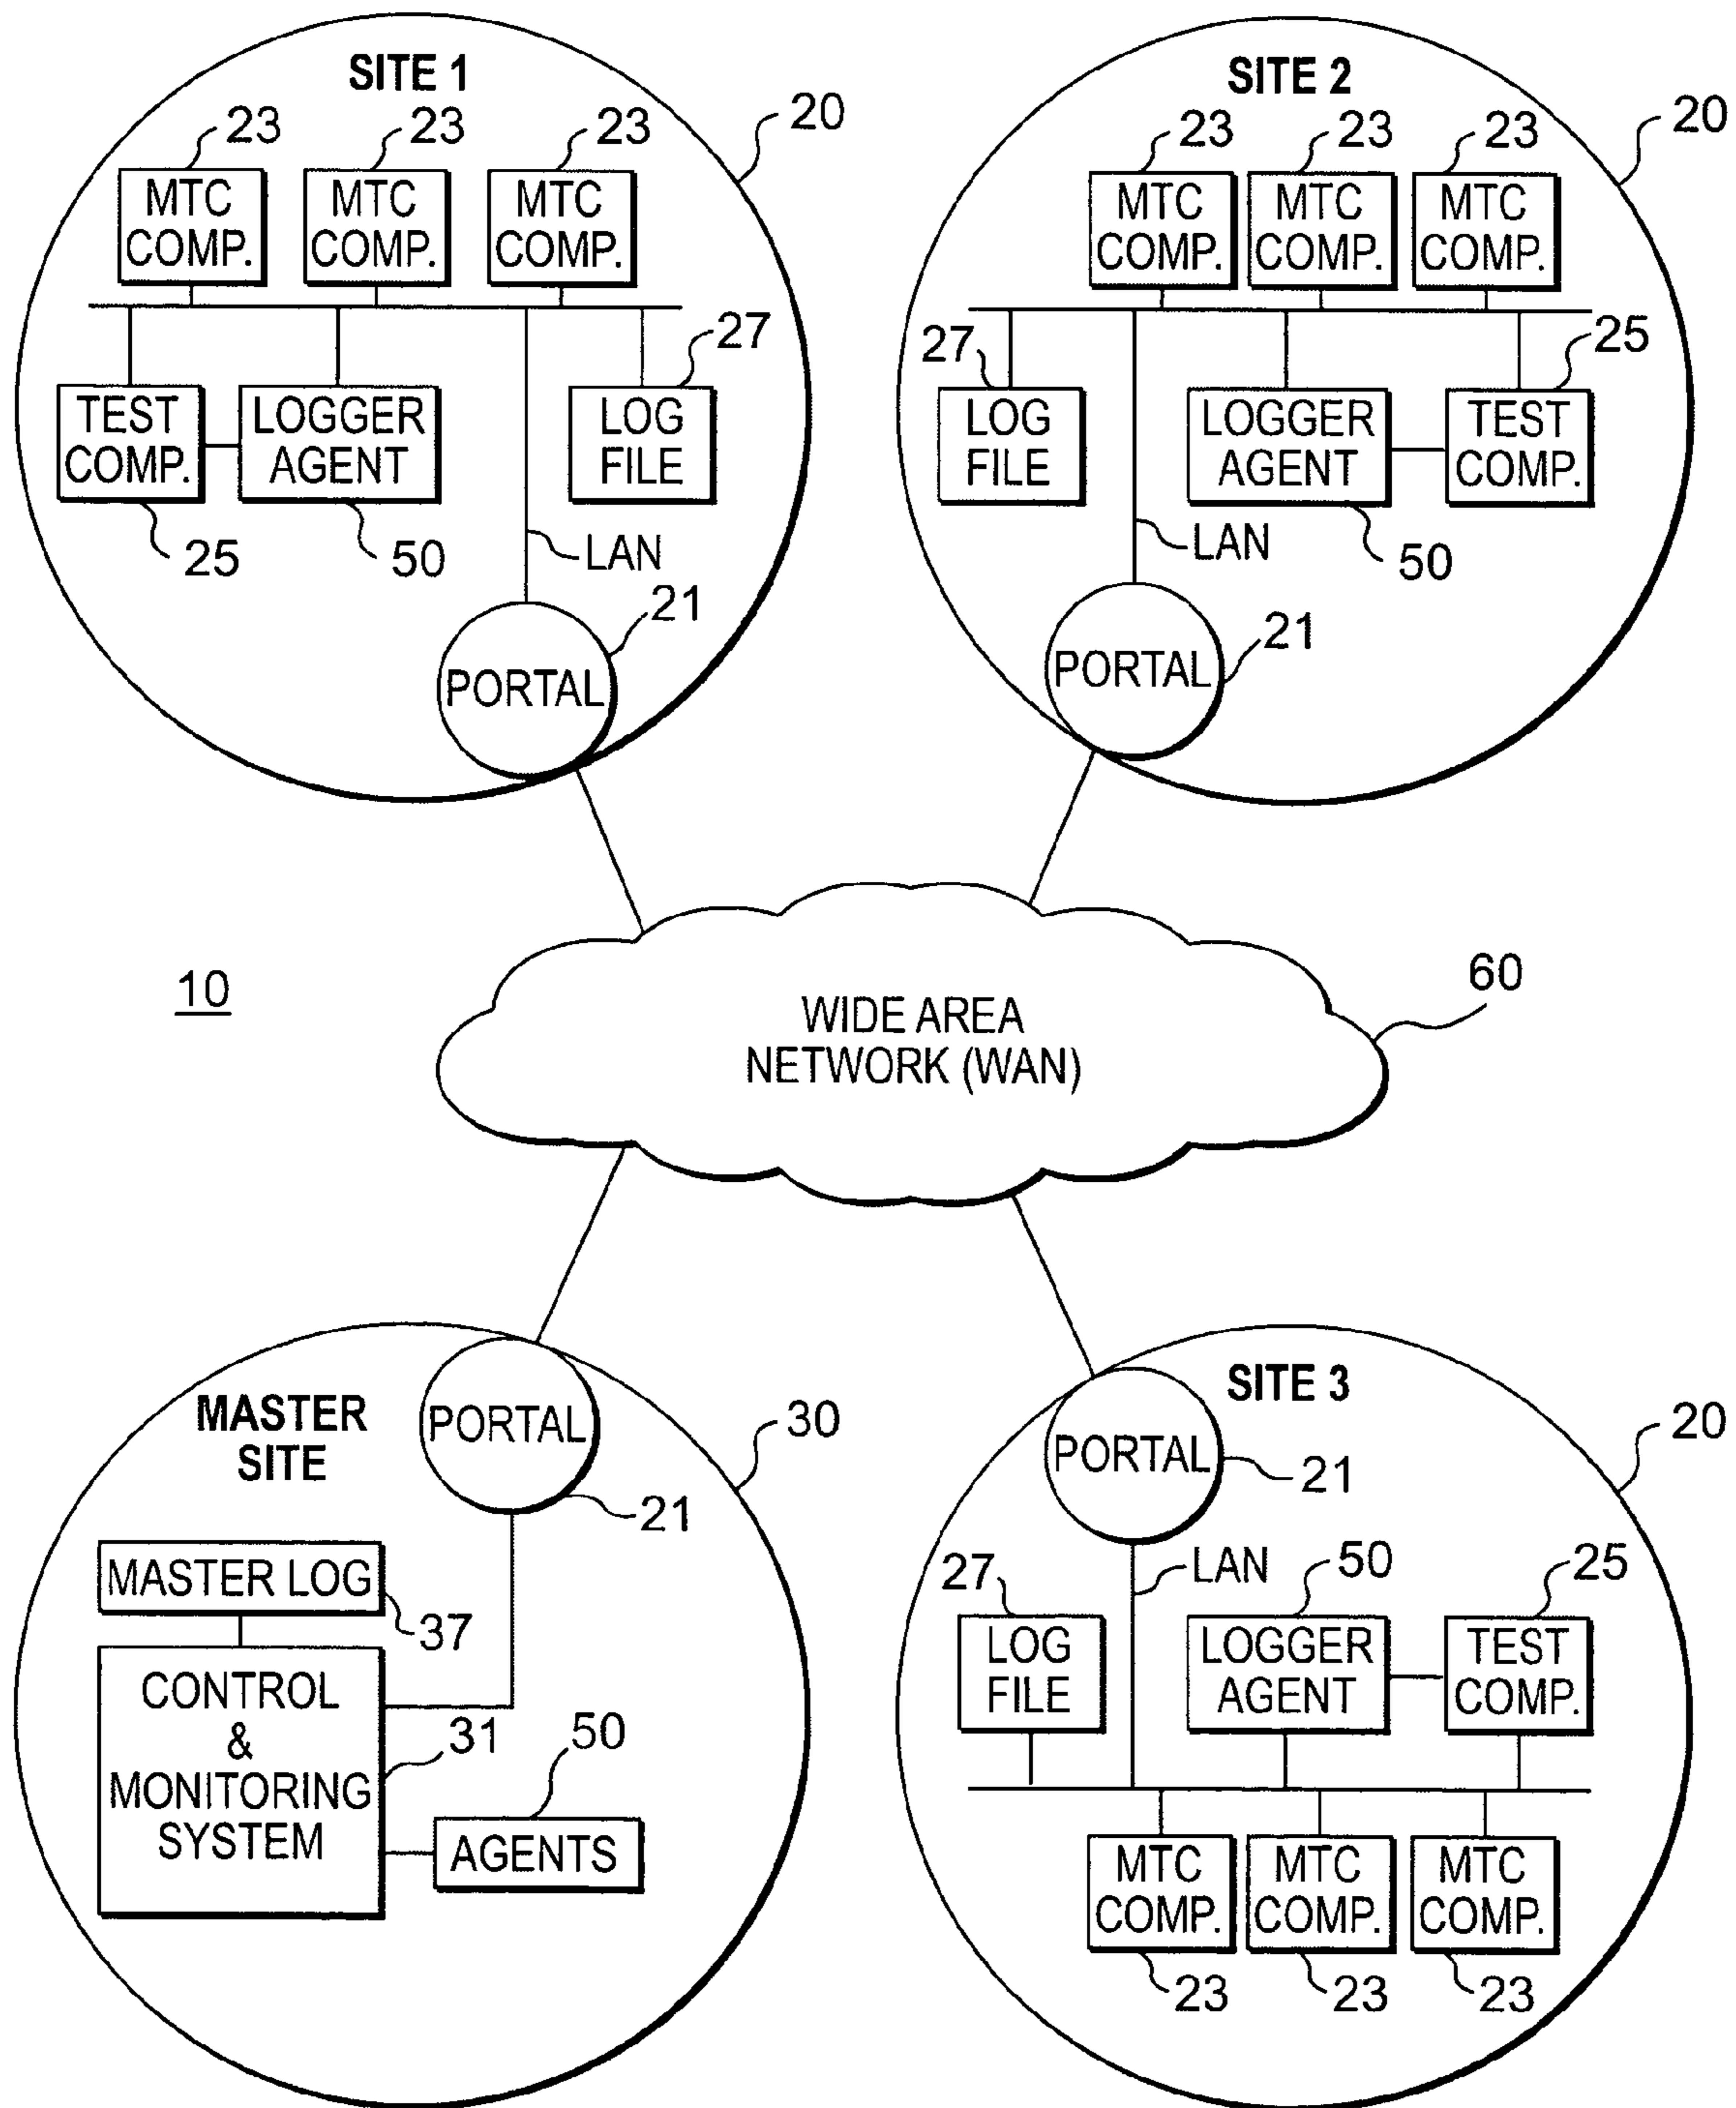 SITE 1
20
23 23 23
MTC COMP.
MTC COMP.
MTC COMP.
27
TEST COMP.
LOGGER AGENT
LOG FILE
25
50
LAN
21
PORTAL
SITE 2
20
23 23 23
MTC COMP.
MTC COMP.
MTC COMP.
27
25
LOG FILE
LOGGER AGENT
TEST COMP.
LAN
50
21
PORTAL
10
WIDE AREA
NETWORK (WAN)
60
MASTER
SITE
PORTAL
30
21
MASTER LOG
37
CONTROL
&
MONITORING
SYSTEM
31
50
AGENTS
SITE 3
20
PORTAL
21
27
LAN
50
25
LOG FILE
LOGGER AGENT
TEST COMP.
MTC COMP.
MTC COMP.
MTC COMP.
23 23 23